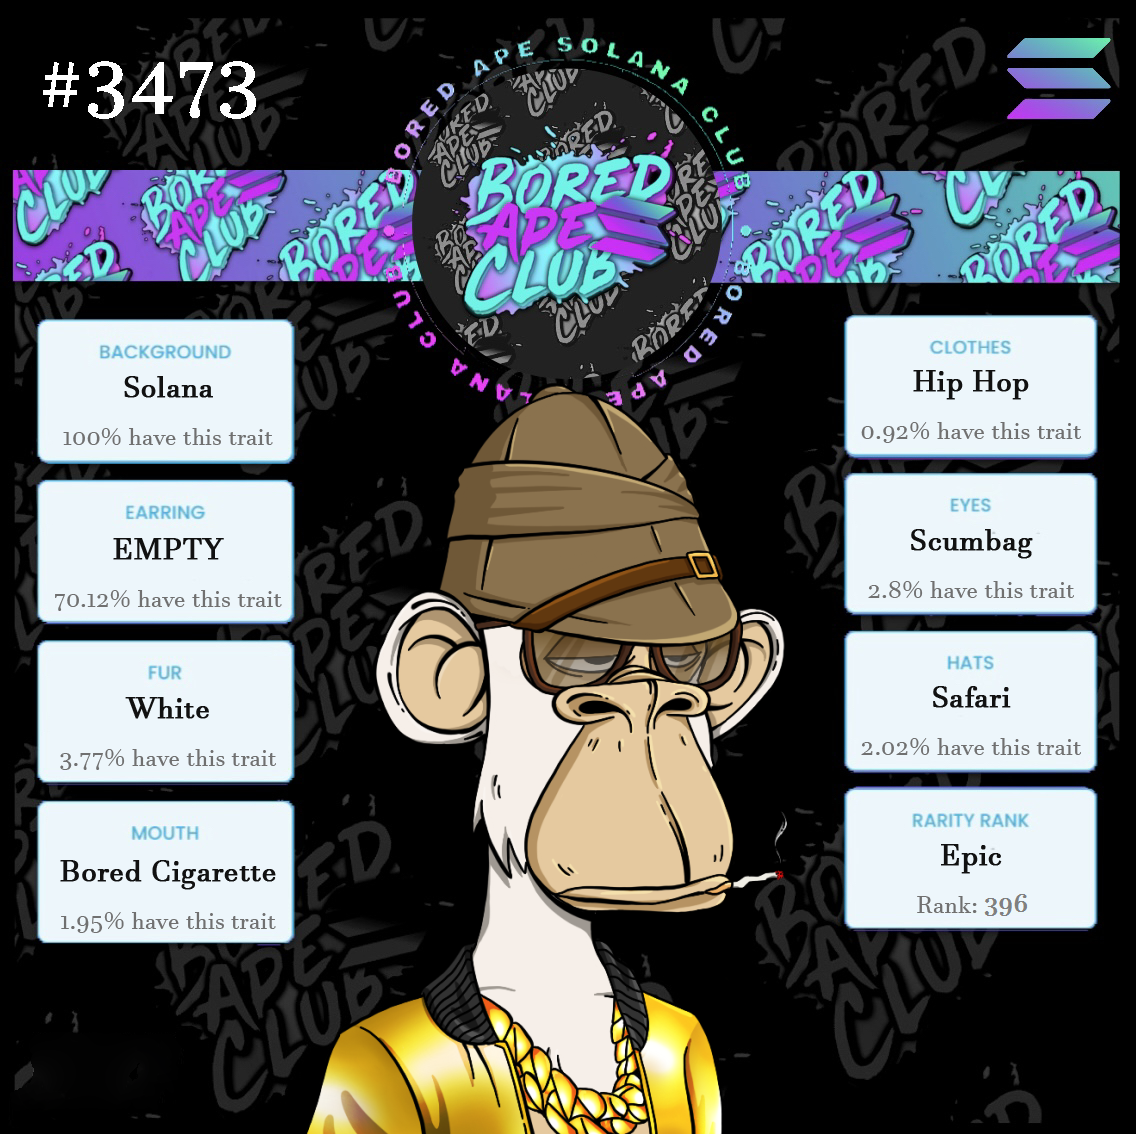 #3473
BORED APE SOLANA CLUB
BORED
APE
CLUB
BACKGROUND
Solana
100% have this trait
EARRING
EMPTY
70.12% have this trait
FUR
White
3.77% have this trait
MOUTH
Bored Cigarette
1.95% have this trait
CLOTHES
Hip Hop
0.92% have this trait
EYES
Scumbag
2.8% have this trait
HATS
Safari
2.02% have this trait
RARITY RANK
Epic
Rank: 396